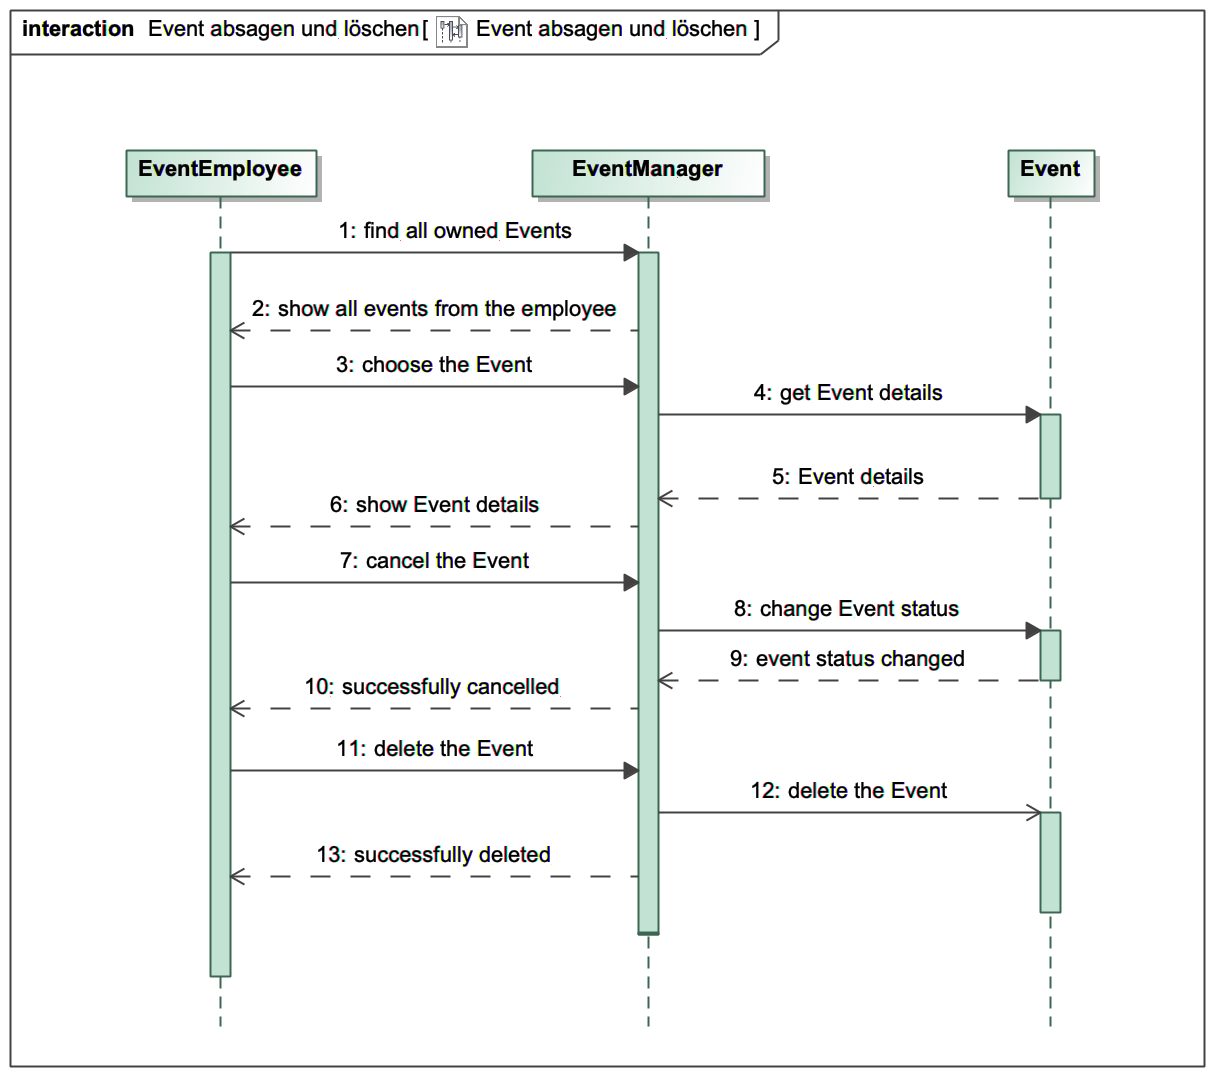 interaction Event absagen und löschen[ Event absagen und löschen ]
EventEmployee
EventManager
Event
1: find all owned Events
2: show all events from the employee
3: choose the Event
4: get Event details
5: Event details
6: show Event details
7: cancel the Event
8: change Event status
9: event status changed
10: successfully cancelled
11: delete the Event
12: delete the Event
13: successfully deleted